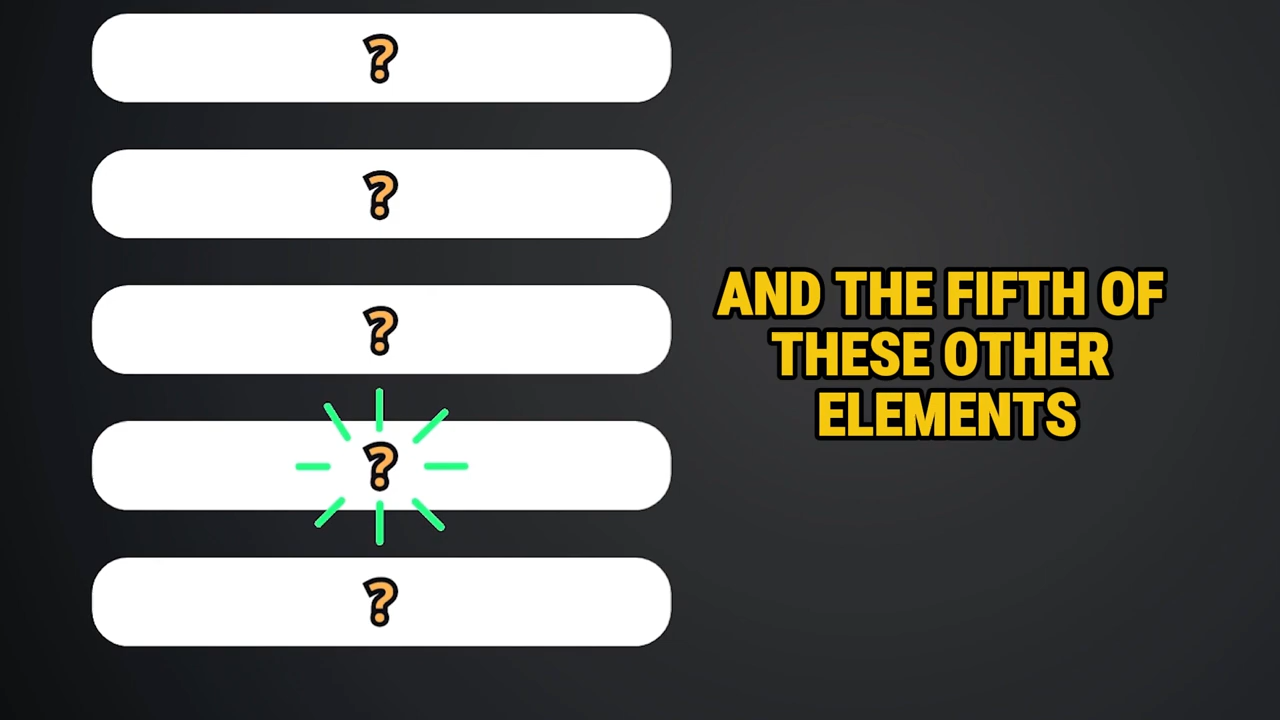 ?
?
?
?
?
AND THE FIFTH OF
THESE OTHER
ELEMENTS